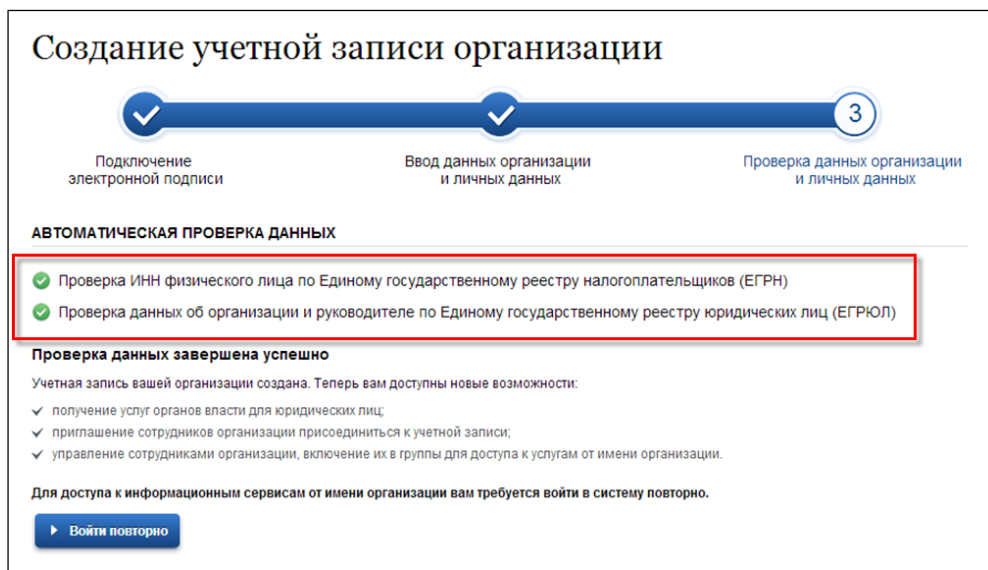 Создание учетной записи организации
3
Подключение
электронной подписи
Ввод данных организации
и личных данных
Проверка данных организации
и личных данных
АВТОМАТИЧЕСКАЯ ПРОВЕРКА ДАННЫХ
Проверка ИНН физического лица по Единому государственному реестру налогоплательщиков (ЕГРН)
Проверка данных об организации и руководителе по Единому государственному реестру юридических лиц (ЕГРЮЛ)
Проверка данных завершена успешно
Учетная запись вашей организации создана. Теперь вам доступны новые возможности:
получение услуг органов власти для юридических лиц;
приглашение сотрудников организации присоединиться к учетной записи;
управление сотрудниками организации, включение их в группы для доступа к услугам от имени организации.
Для доступа к информационным сервисам от имени организации вам требуется войти в систему повторно.
Войти повторно